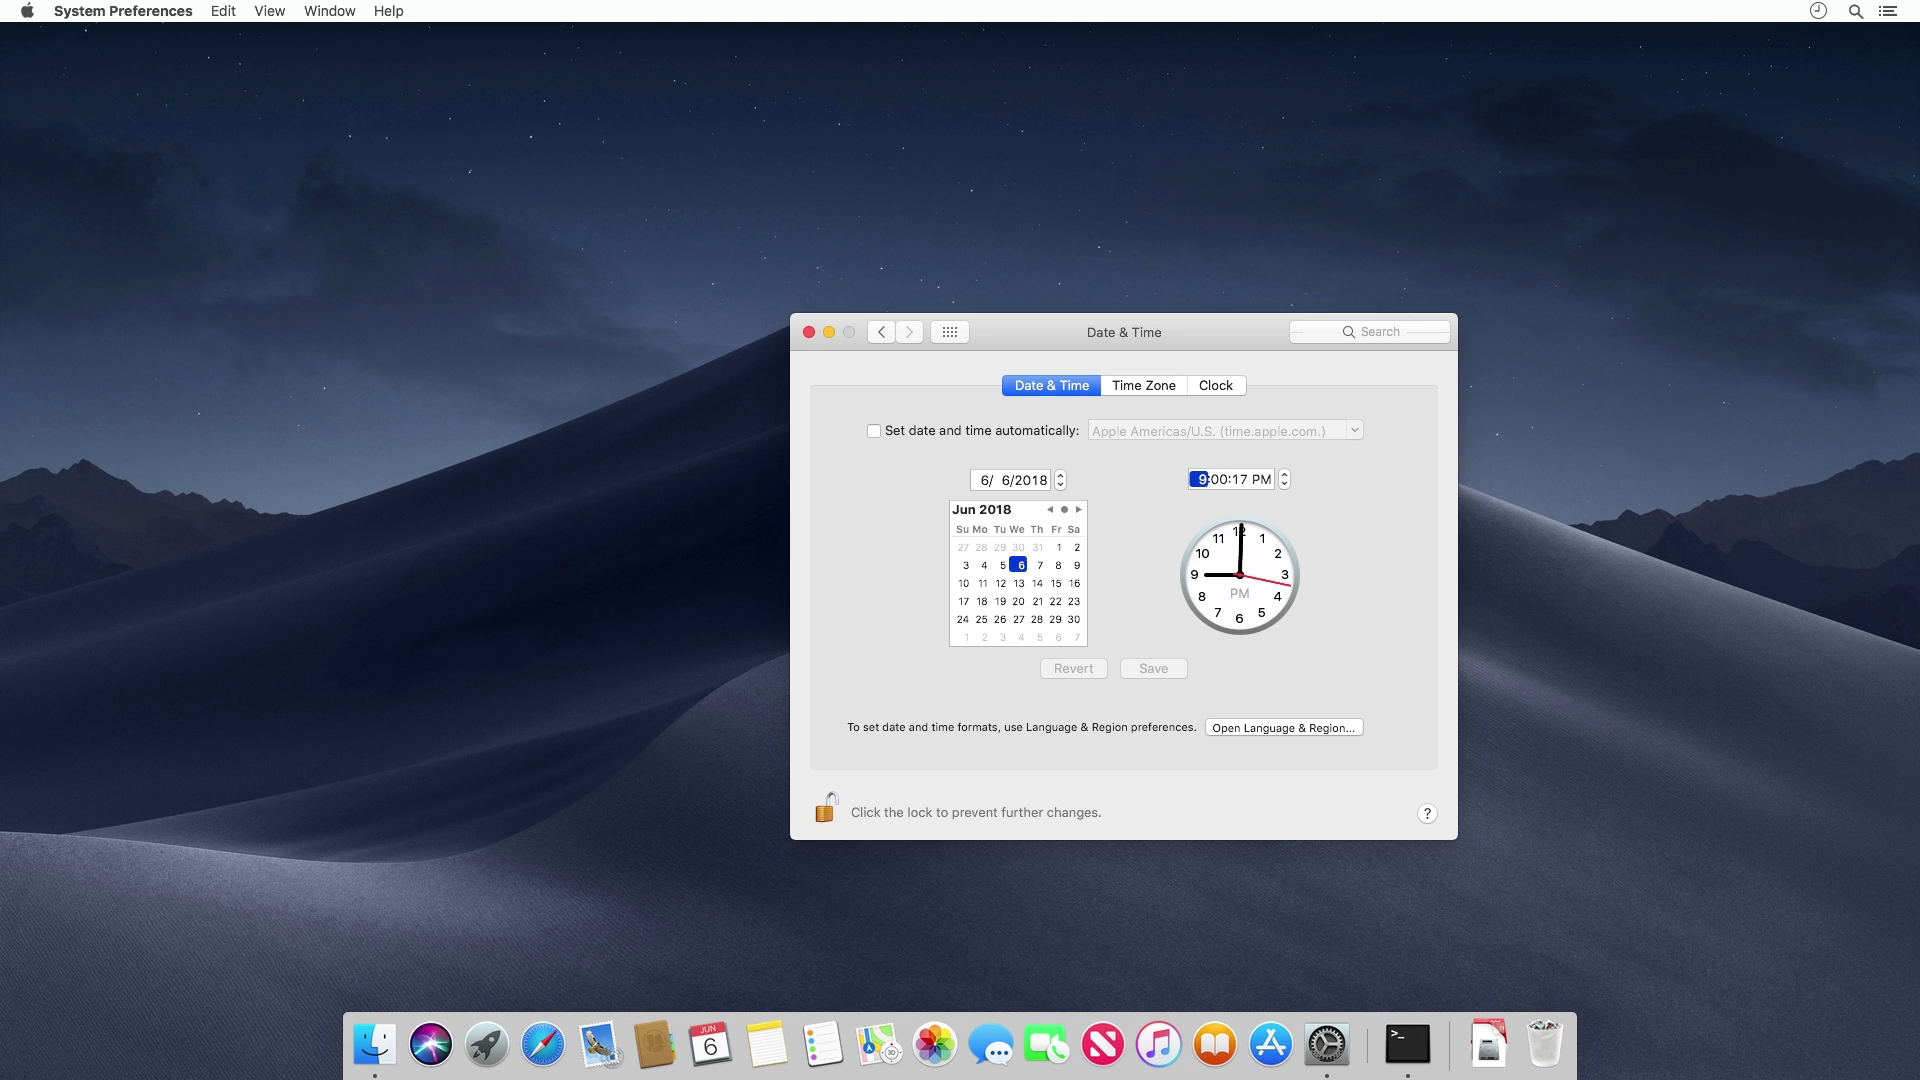 System Preferences Edit View Window Help
Date & Time
Search
Date & Time Time Zone Clock
Set date and time automatically: Apple Americas/U.S. (time.apple.com.)
6/ 6/2018
9:00:17 PM
Jun 2018
Su Mo Tu We Th Fr Sa
27 28 29 30 31 1 2
3 4 5 6 7 8 9
10 11 12 13 14 15 16
17 18 19 20 21 22 23
24 25 26 27 28 29 30
1 2 3 4 5 6 7
12 1 2 3 4 5 6 7 8 9 10 11
PM
Revert Save
To set date and time formats, use Language & Region preferences. Open Language & Region...
Click the lock to prevent further changes.
?
JUN
6
3D
>_